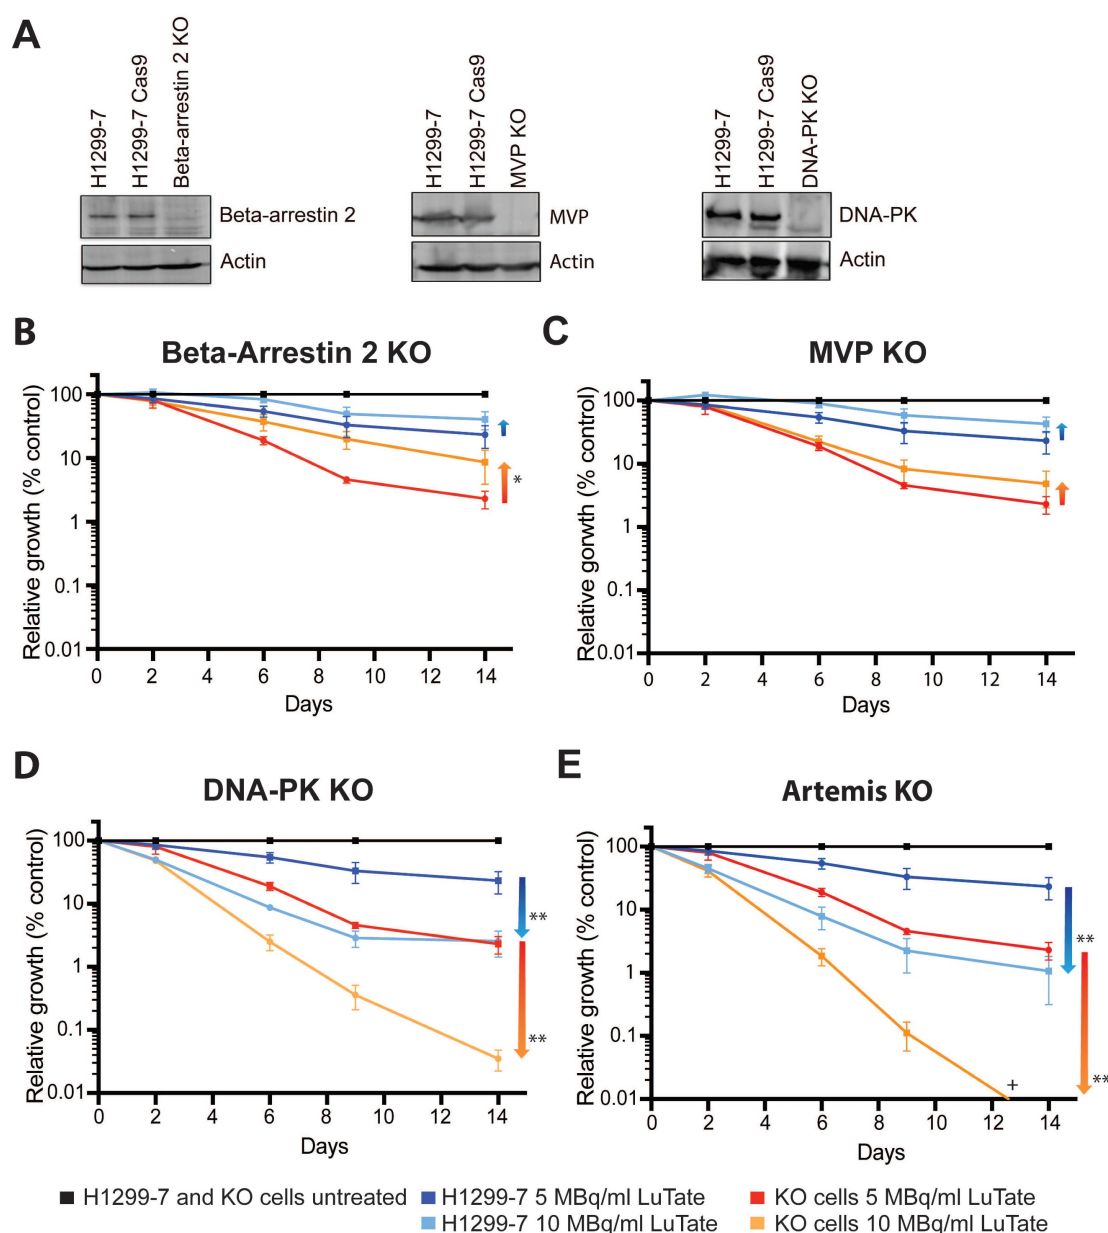 A
H1299-7
H1299-7 Cas9
Beta-arrestin 2 KO
Beta-arrestin 2
Actin
H1299-7
H1299-7 Cas9
MVP KO
MVP
Actin
H1299-7
H1299-7 Cas9
DNA-PK KO
DNA-PK
Actin
B
Beta-Arrestin 2 KO
Relative growth (% control)
100
10
1
0.1
0.01
*
0 2 4 6 8 10 12 14
Days
C
MVP KO
Relative gorwth (% control)
100
10
1
0.1
0.01
0 2 4 6 8 10 12 14
Days
D
DNA-PK KO
Relative growth (% control)
100
10
1
0.1
0.01
**
**
0 2 4 6 8 10 12 14
Days
E
Artemis KO
Relative growth (% control)
100
10
1
0.1
0.01
**
+
**
0 2 4 6 8 10 12 14
Days
H1299-7 and KO cells untreated
H1299-7 5 MBq/ml LuTate
KO cells 5 MBq/ml LuTate
H1299-7 10 MBq/ml LuTate
KO cells 10 MBq/ml LuTate